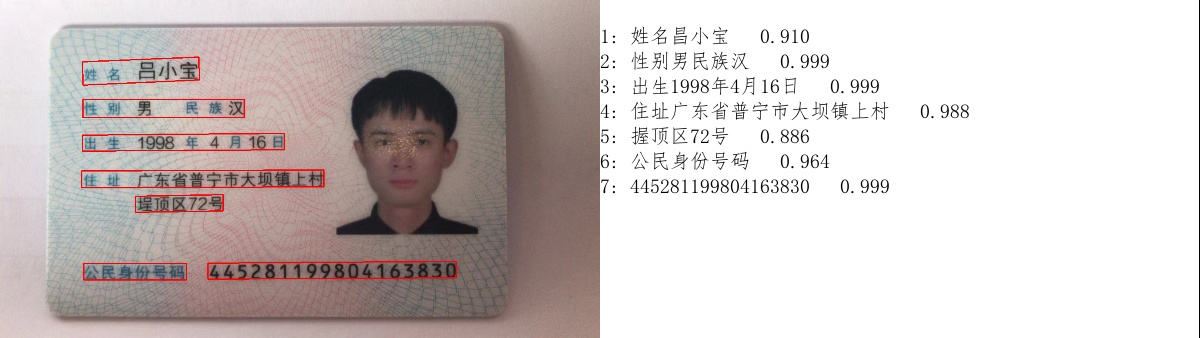 姓名 吕小宝
性别 男 民族 汉
出生 1998 年 4 月 16 日
住址 广东省普宁市大坝镇上村
埕顶区72号
公民身份号码 445281199804163830
1: 姓名昌小宝 0.910
2: 性别男民族汉 0.999
3: 出生1998年4月16日 0.999
4: 住址广东省普宁市大坝镇上村 0.988
5: 握顶区72号 0.886
6: 公民身份号码 0.964
7: 445281199804163830 0.999